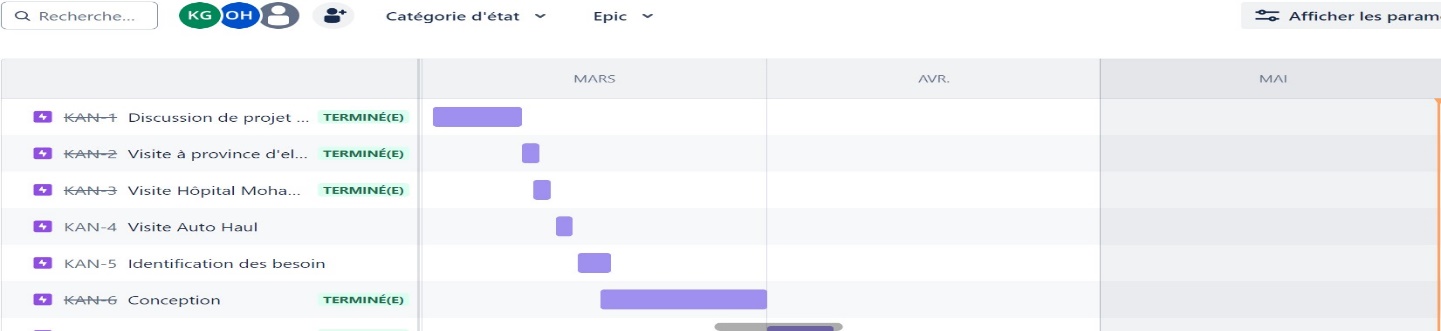 Recherche...
KG OH
Catégorie d'état
Epic
Afficher les param
MARS AVR. MAI
KAN-1 Discussion de projet ... TERMINÉ(E)
KAN-2 Visite à province d'el... TERMINÉ(E)
KAN-3 Visite Hôpital Moha... TERMINÉ(E)
KAN-4 Visite Auto Haul
KAN-5 Identification des besoin
KAN-6 Conception TERMINÉ(E)